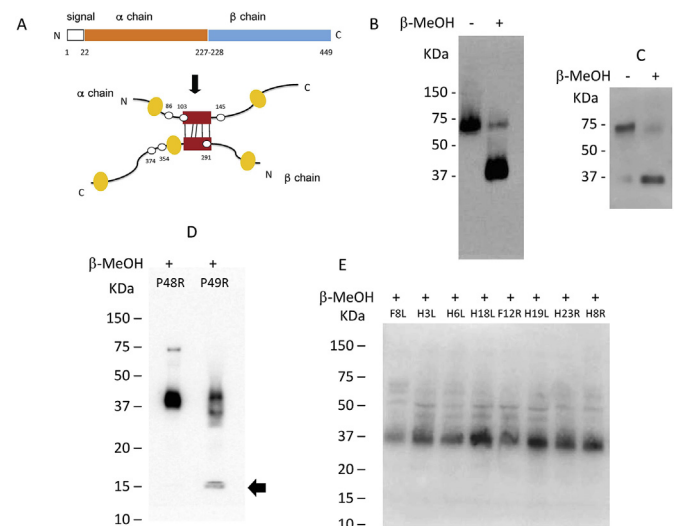 A
signal α chain β chain
N C
1 22 227-228 449
α chain N 86 103 145 C
374 354 291
C N β chain
B
β-MeOH - +
KDa
150 -
75 -
50 -
37 -
C
β-MeOH - +
KDa
75 -
50 -
37 -
D
β-MeOH + +
KDa P48R P49R
150 –
75 –
50 –
37 –
20 –
15 –
10 –
E
β-MeOH + + + + + + + +
KDa F8L H3L H6L H18L F12R H19L H23R H8R
150 –
75 –
50 –
37 –
20 –
15 –
10 –